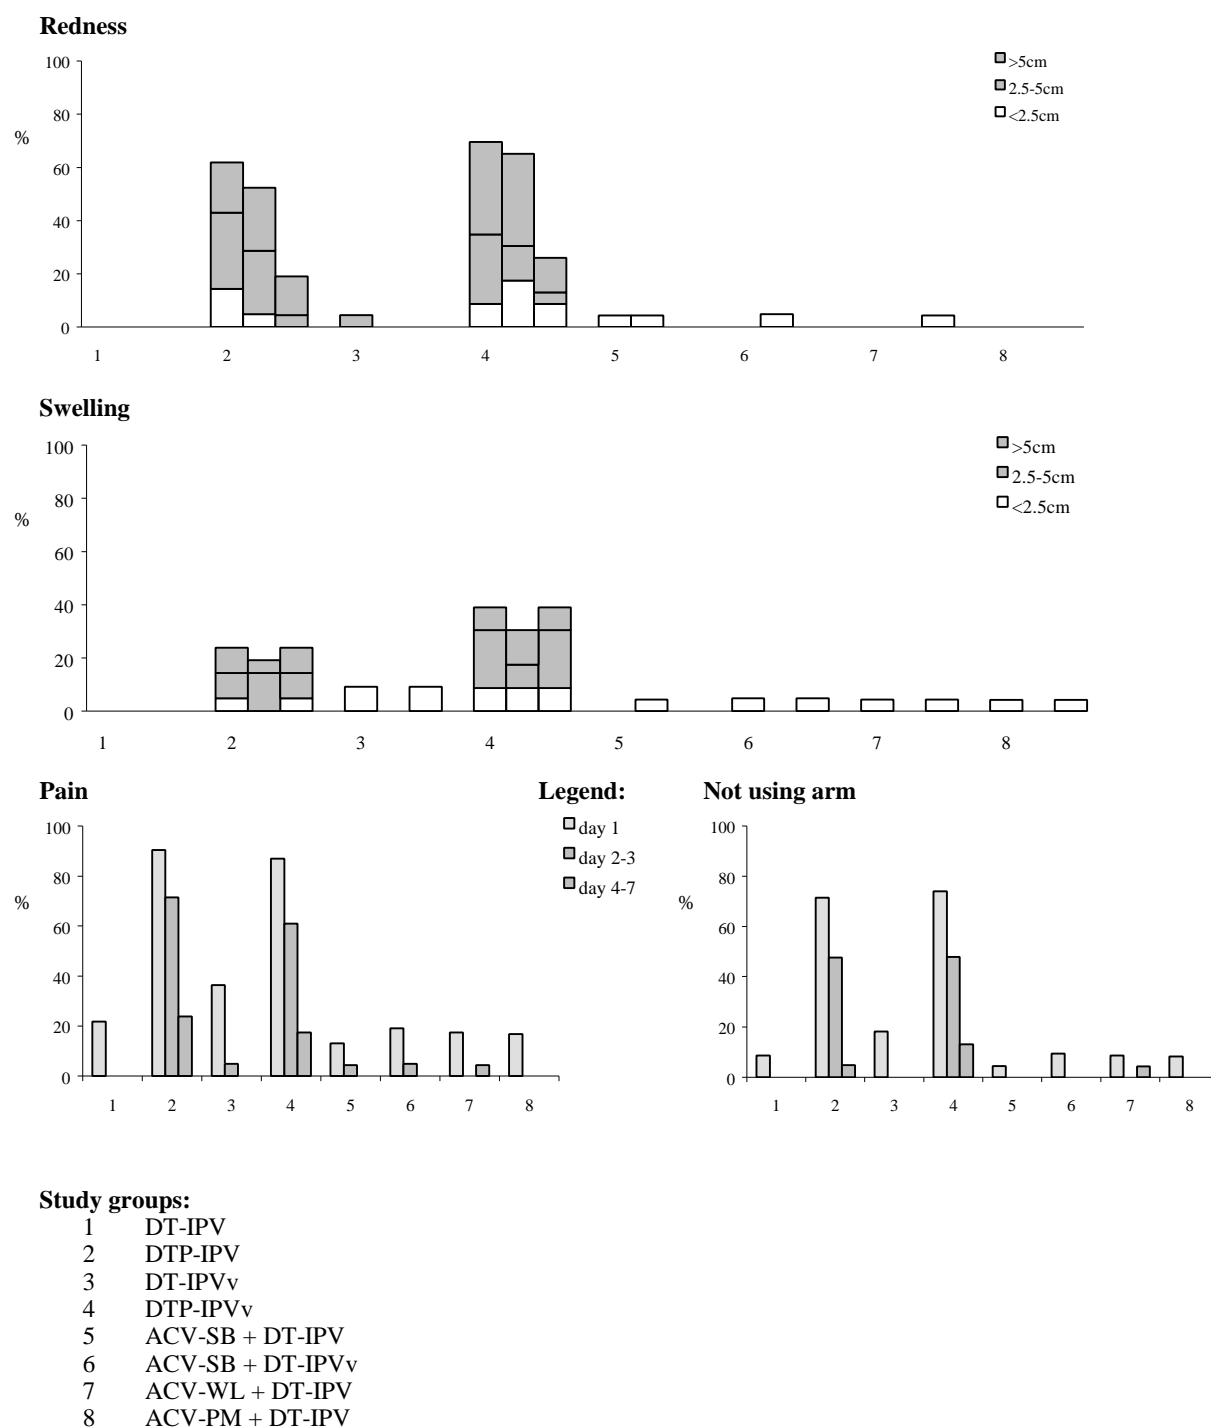 Redness
100
80
%
60
40
20
0
1 2 3 4 5 6 7 8
>5cm
2.5-5cm
<2.5cm
Swelling
100
80
%
60
40
20
0
1 2 3 4 5 6 7 8
>5cm
2.5-5cm
<2.5cm
Pain
100
80
%
60
40
20
0
1 2 3 4 5 6 7 8
Legend:
day 1
day 2-3
day 4-7
Not using arm
100
80
%
60
40
20
0
1 2 3 4 5 6 7 8
Study groups:
1 DT-IPV
2 DTP-IPV
3 DT-IPVv
4 DTP-IPVv
5 ACV-SB + DT-IPV
6 ACV-SB + DT-IPVv
7 ACV-WL + DT-IPV
8 ACV-PM + DT-IPV